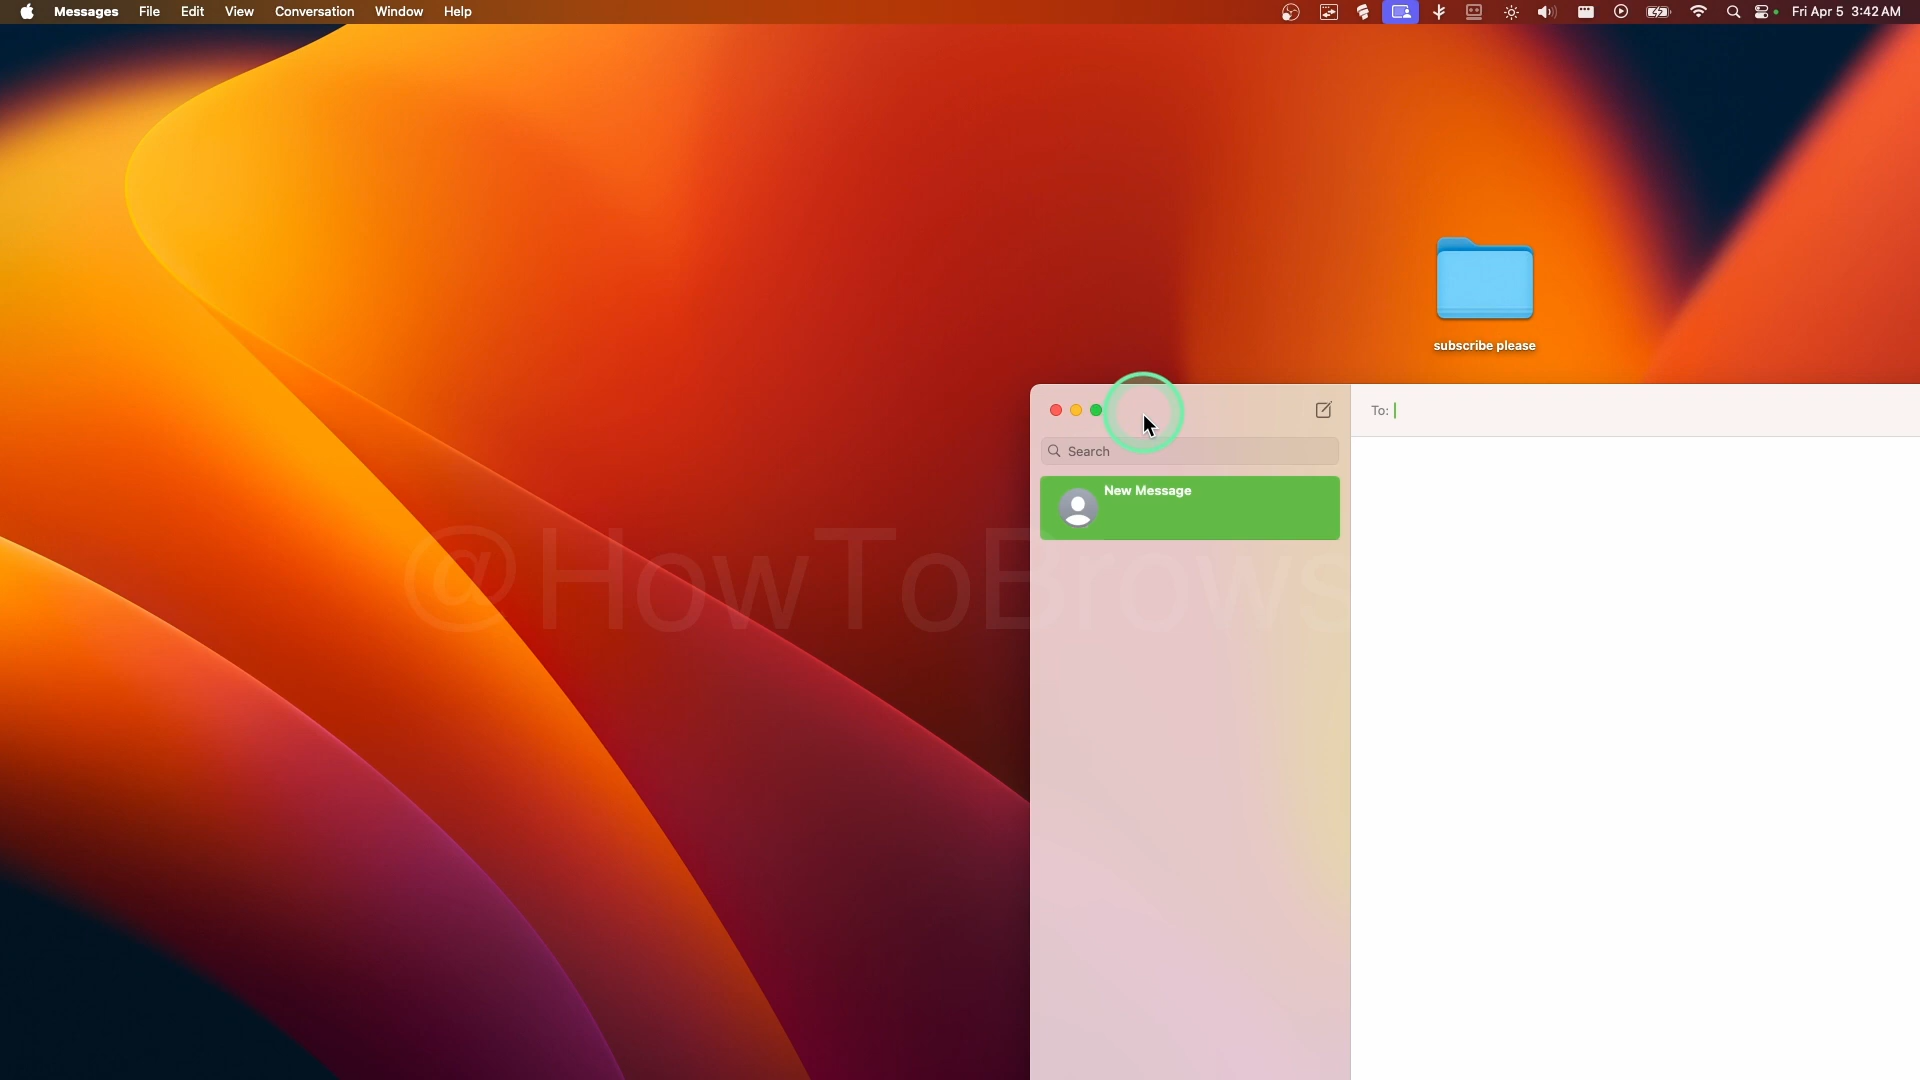 Messages File Edit View Conversation Window Help
Fri Apr 5 3:42 AM
subscribe please
To:
Search
New Message
@HowToBrows